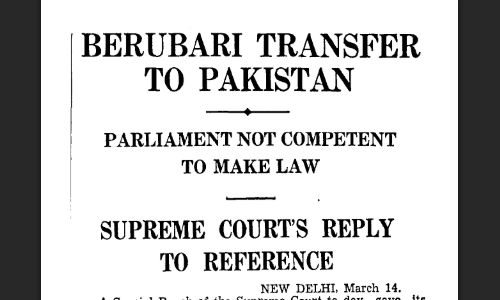 BERUBARI TRANSFER
TO PAKISTAN
PARLIAMENT NOT COMPETENT
TO MAKE LAW
SUPREME COURT'S REPLY
TO REFERENCE
NEW DELHI, March 14.
A Special Bench of the Supreme Court to-day gave its